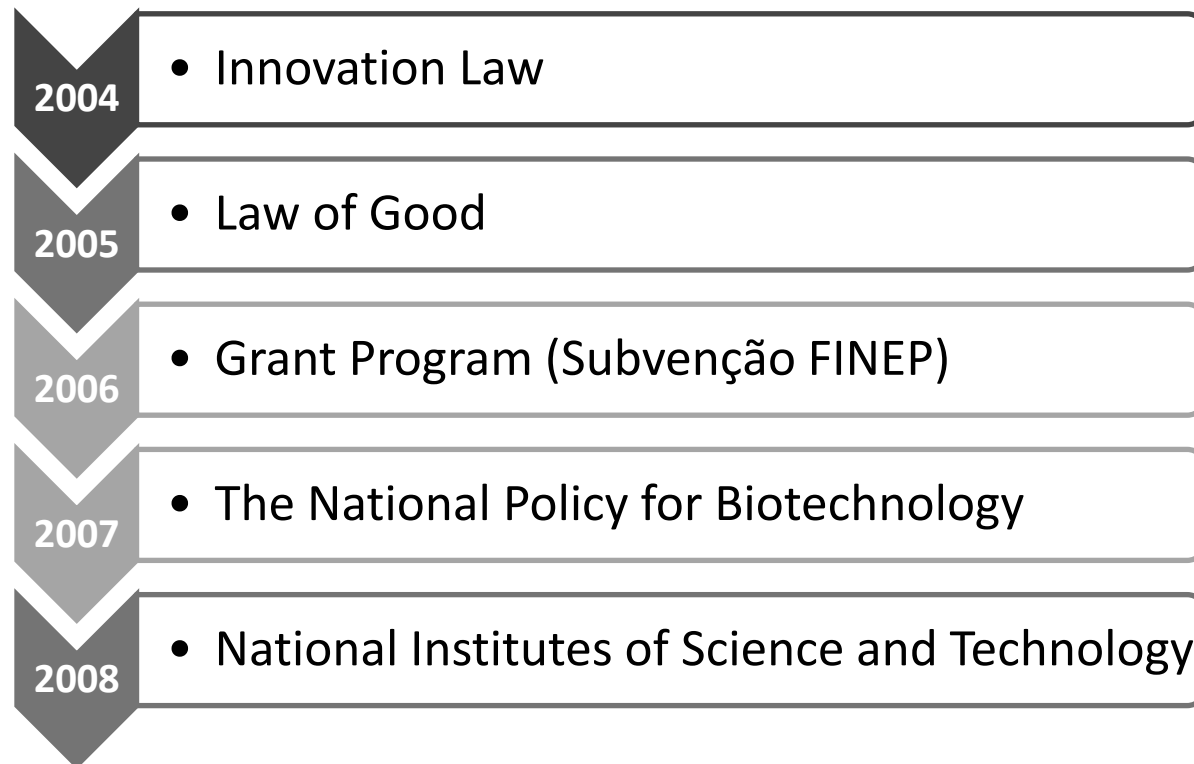 2004
• Innovation Law
2005
• Law of Good
2006
• Grant Program (Subvenção FINEP)
2007
• The National Policy for Biotechnology
2008
• National Institutes of Science and Technology